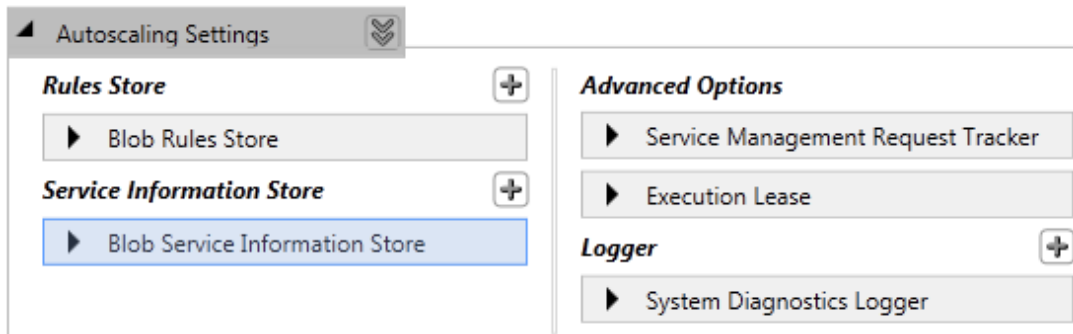 Autoscaling Settings
Rules Store
Blob Rules Store
Service Information Store
Blob Service Information Store
Advanced Options
Service Management Request Tracker
Execution Lease
Logger
System Diagnostics Logger